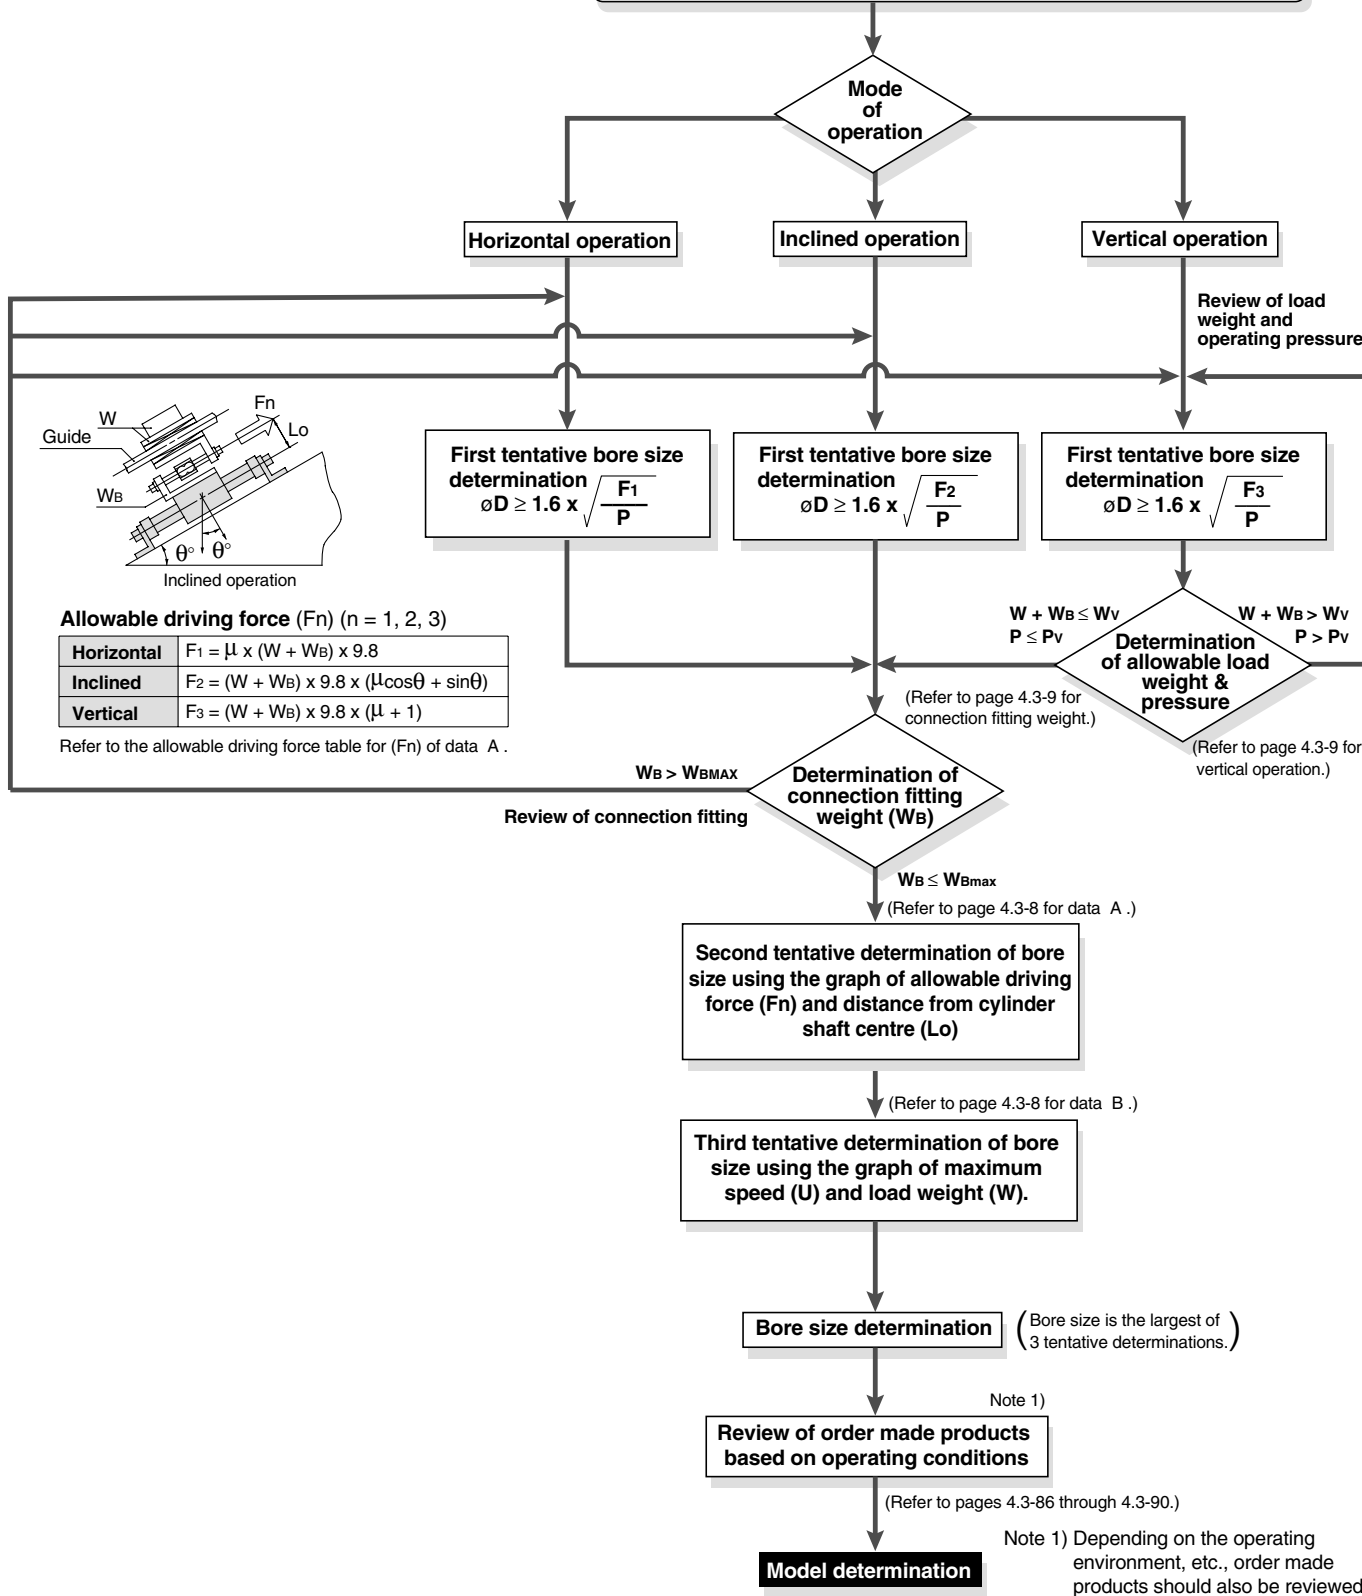 Mode
of
operation
Horizontal operation
Inclined operation
Vertical operation
Review of load
weight and
operating pressure
W
Guide
WB
Fn
Lo
θ° θ°
Inclined operation
First tentative bore size
determination
øD ≥ 1.6 x √(F1/P)
First tentative bore size
determination
øD ≥ 1.6 x √(F2/P)
First tentative bore size
determination
øD ≥ 1.6 x √(F3/P)
Allowable driving force (Fn) (n = 1, 2, 3)
Horizontal F1 = μ x (W + WB) x 9.8
Inclined F2 = (W + WB) x 9.8 x (μcosθ + sinθ)
Vertical F3 = (W + WB) x 9.8 x (μ + 1)
Refer to the allowable driving force table for (Fn) of data A .
W + WB ≤ WV
P ≤ PV
Determination
of allowable load
weight &
pressure
W + WB > WV
P > PV
(Refer to page 4.3-9 for
connection fitting weight.)
(Refer to page 4.3-9 for
vertical operation.)
WB > WBMAX
Review of connection fitting
Determination of
connection fitting
weight (WB)
WB ≤ WBmax
(Refer to page 4.3-8 for data A .)
Second tentative determination of bore
size using the graph of allowable driving
force (Fn) and distance from cylinder
shaft centre (Lo)
(Refer to page 4.3-8 for data B .)
Third tentative determination of bore
size using the graph of maximum
speed (U) and load weight (W).
Bore size determination
(Bore size is the largest of
3 tentative determinations.)
Note 1)
Review of order made products
based on operating conditions
(Refer to pages 4.3-86 through 4.3-90.)
Model determination
Note 1) Depending on the operating
environment, etc., order made
products should also be reviewed